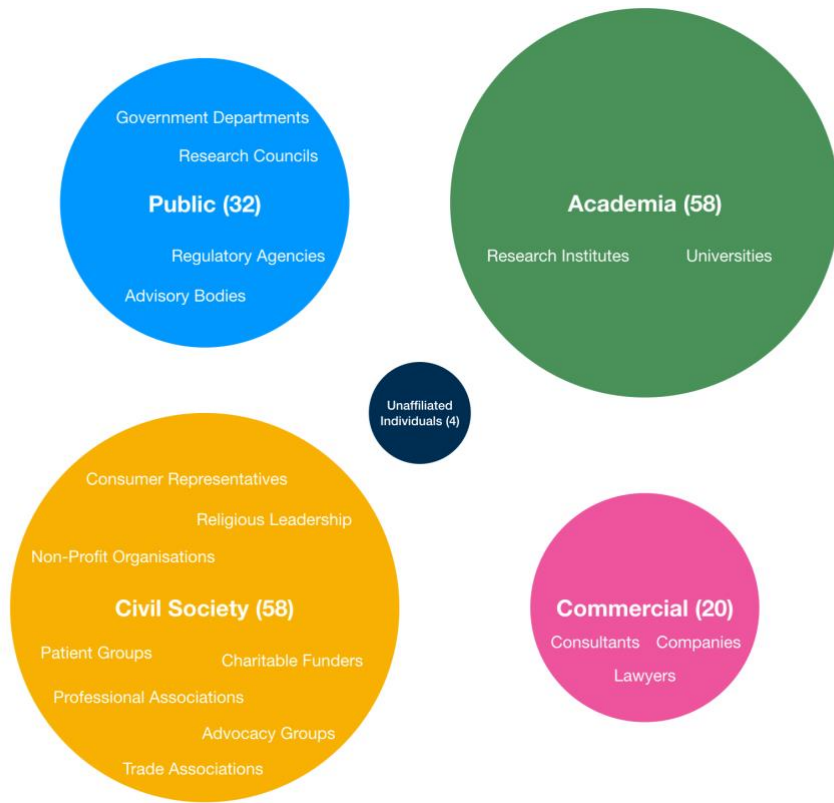 Government Departments
Research Councils
Public (32)
Regulatory Agencies
Advisory Bodies
Academia (58)
Research Institutes
Universities
Unaffiliated
Individuals (4)
Consumer Representatives
Religious Leadership
Non-Profit Organisations
Civil Society (58)
Patient Groups
Charitable Funders
Professional Associations
Advocacy Groups
Trade Associations
Commercial (20)
Consultants
Companies
Lawyers